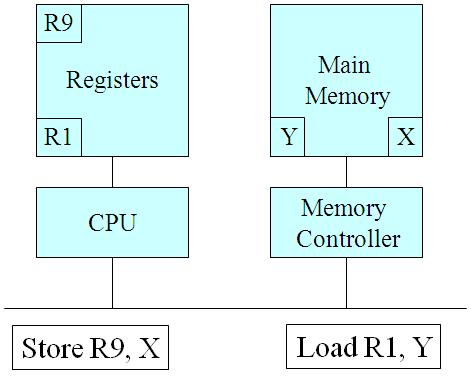 R9
Registers
R1
Main
Memory
Y
X
CPU
Memory
Controller
Store R9, X
Load R1, Y